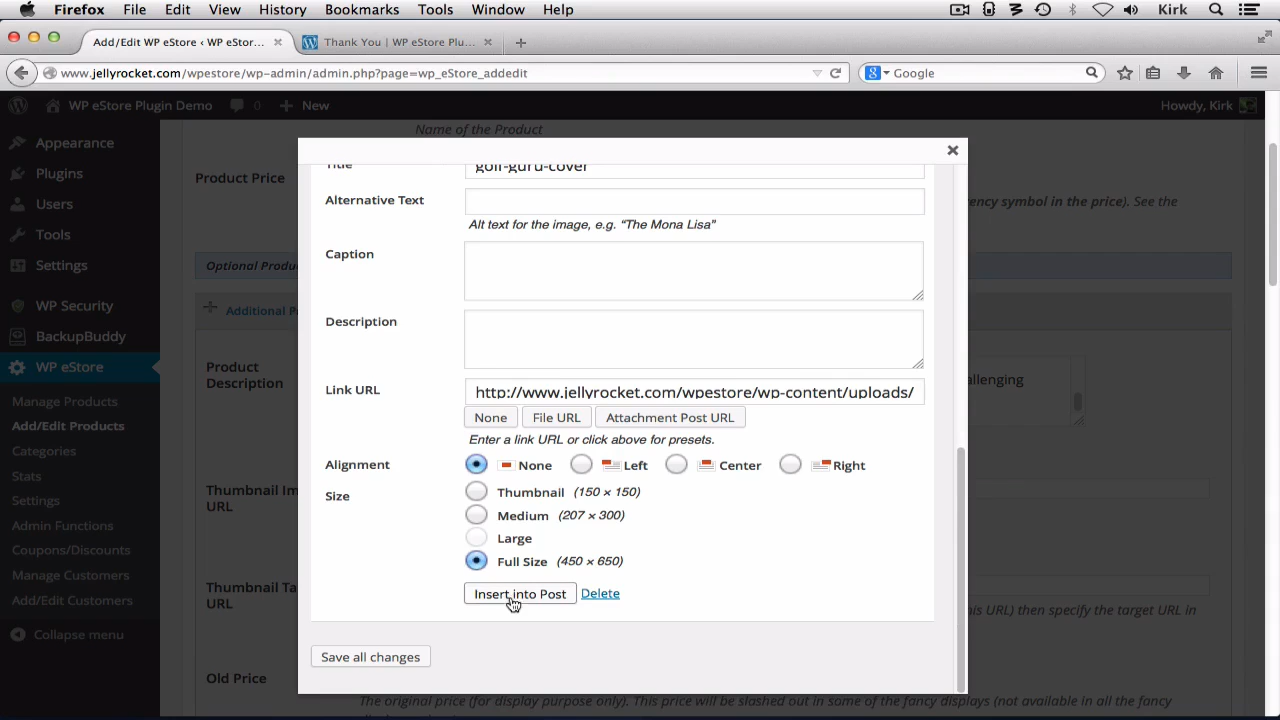 Firefox File Edit View History Bookmarks Tools Window Help Kirk
Add/Edit WP eStore ‹ WP eStor... × Thank You | WP eStore Plu... × +
www.jellyrocket.com/wpestore/wp-admin/admin.php?page=wp_eStore_addedit Google
WP eStore Plugin Demo 0 New Howdy, Kirk
Name of the Product
Appearance
Plugins
Users
Tools
Settings
WP Security
BackupBuddy
WP eStore
Manage Products
Add/Edit Products
Categories
Stats
Settings
Admin Functions
Coupons/Discounts
Manage Customers
Add/Edit Customers
Collapse menu
Product Price
ency symbol in the price). See the
Optional Produc
Additional P
Product
Description
allenging
Thumbnail Im
URL
Thumbnail Ta
URL
his URL) then specify the target URL in
Old Price
The original price (for display purpose only). This price will be slashed out in some of the fancy displays (not available in all the fancy
Title golf-guru-cover
Alternative Text
Alt text for the image, e.g. “The Mona Lisa”
Caption
Description
Link URL http://www.jellyrocket.com/wpestore/wp-content/uploads/
None File URL Attachment Post URL
Enter a link URL or click above for presets.
Alignment None Left Center Right
Size Thumbnail (150 × 150)
Medium (207 × 300)
Large
Full Size (450 × 650)
Insert into Post Delete
Save all changes